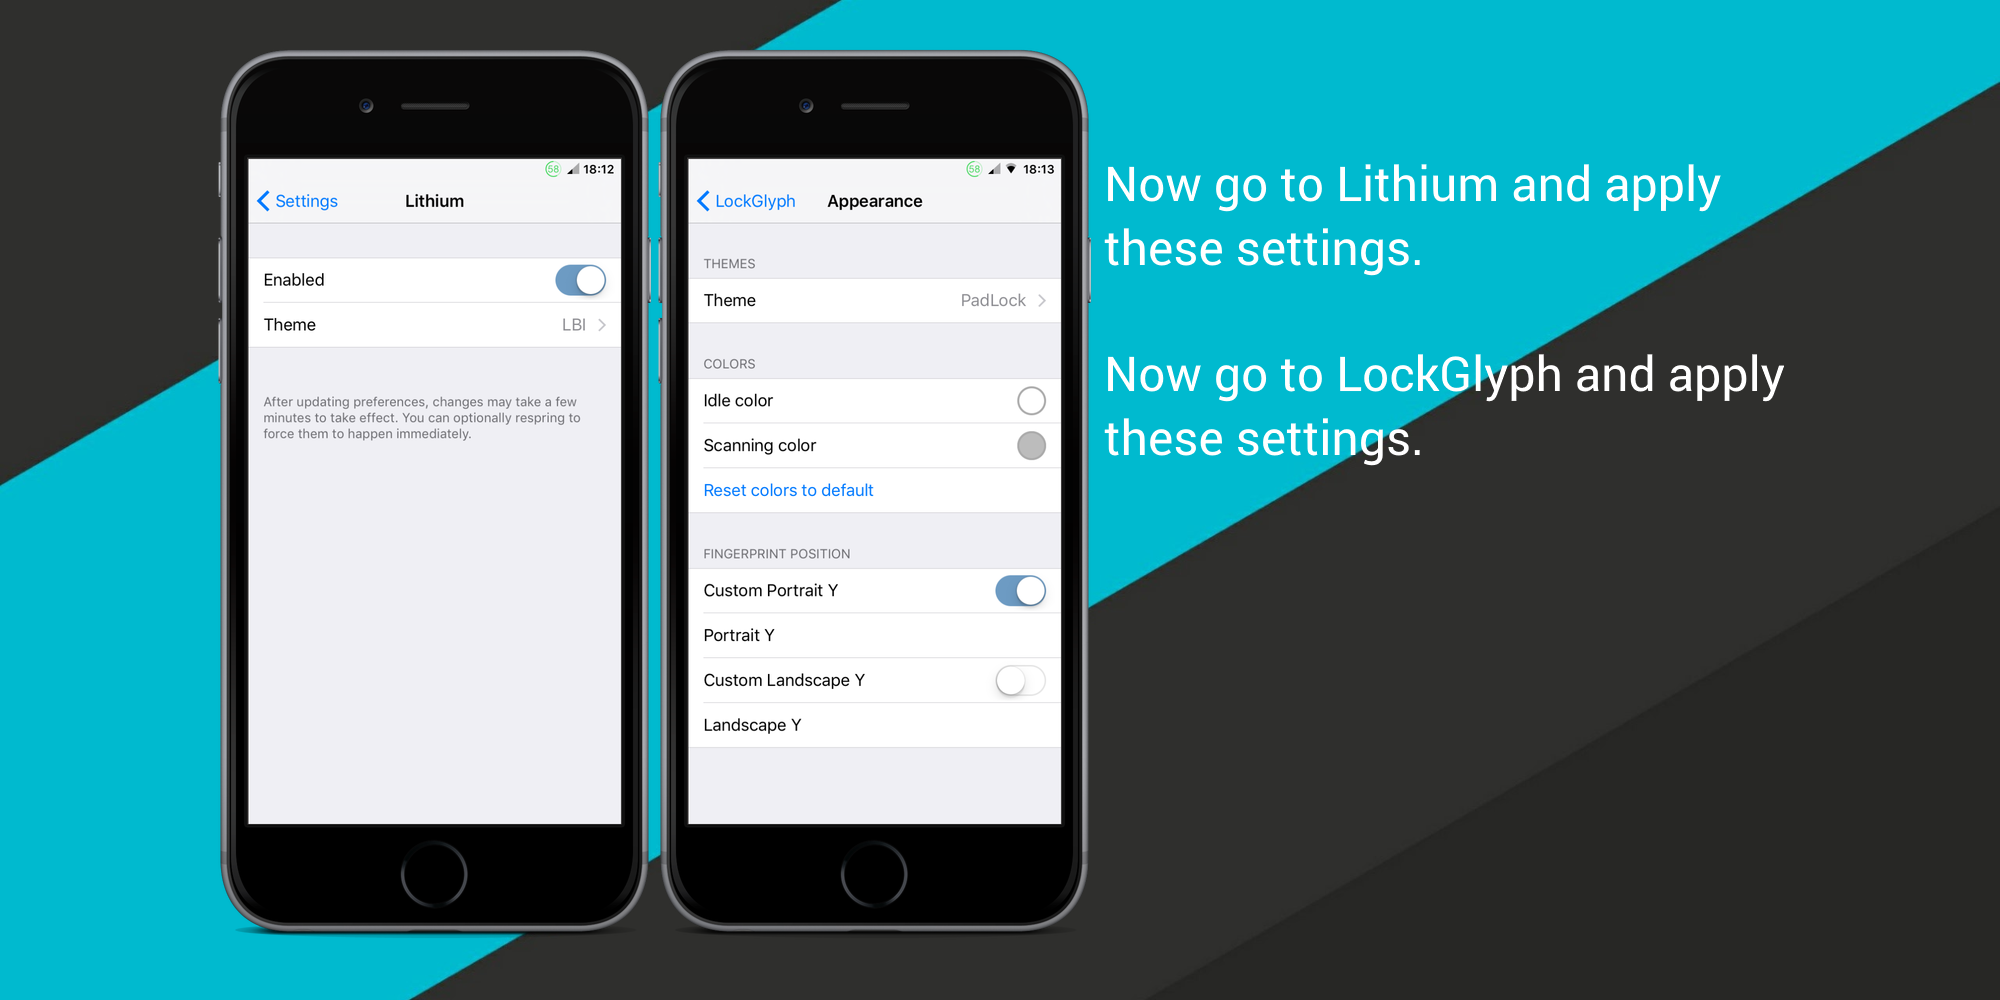 58 18:12
Settings Lithium
Enabled
Theme LBI
After updating preferences, changes may take a few
minutes to take effect. You can optionally respring to
force them to happen immediately.
58 18:13
LockGlyph Appearance
THEMES
Theme PadLock
COLORS
Idle color
Scanning color
Reset colors to default
FINGERPRINT POSITION
Custom Portrait Y
Portrait Y
Custom Landscape Y
Landscape Y
Now go to Lithium and apply
these settings.
Now go to LockGlyph and apply
these settings.